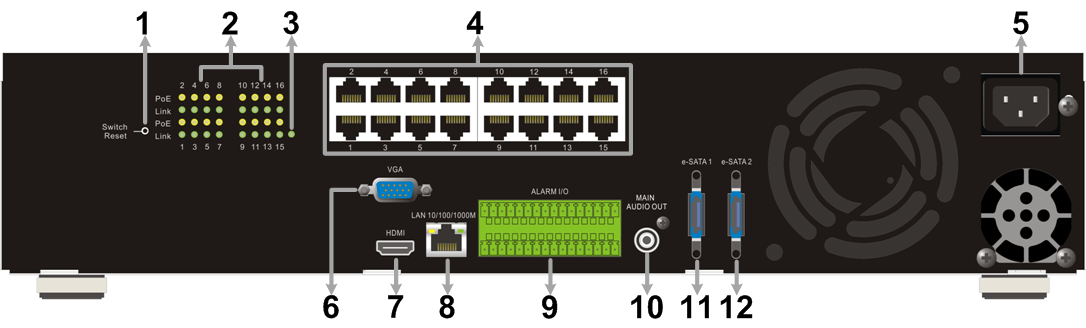 1 2 3 4 5
2 4 6 8 10 12 14 16
PoE
Link
PoE
Link
Switch
Reset
1 3 5 7 9 11 13 15
2 4 6 8 10 12 14 16
1 3 5 7 9 11 13 15
VGA
LAN 10/100/1000M
HDMI
ALARM I/O
MAIN
AUDIO OUT
e-SATA 1 e-SATA 2
6 7 8 9 10 11 12